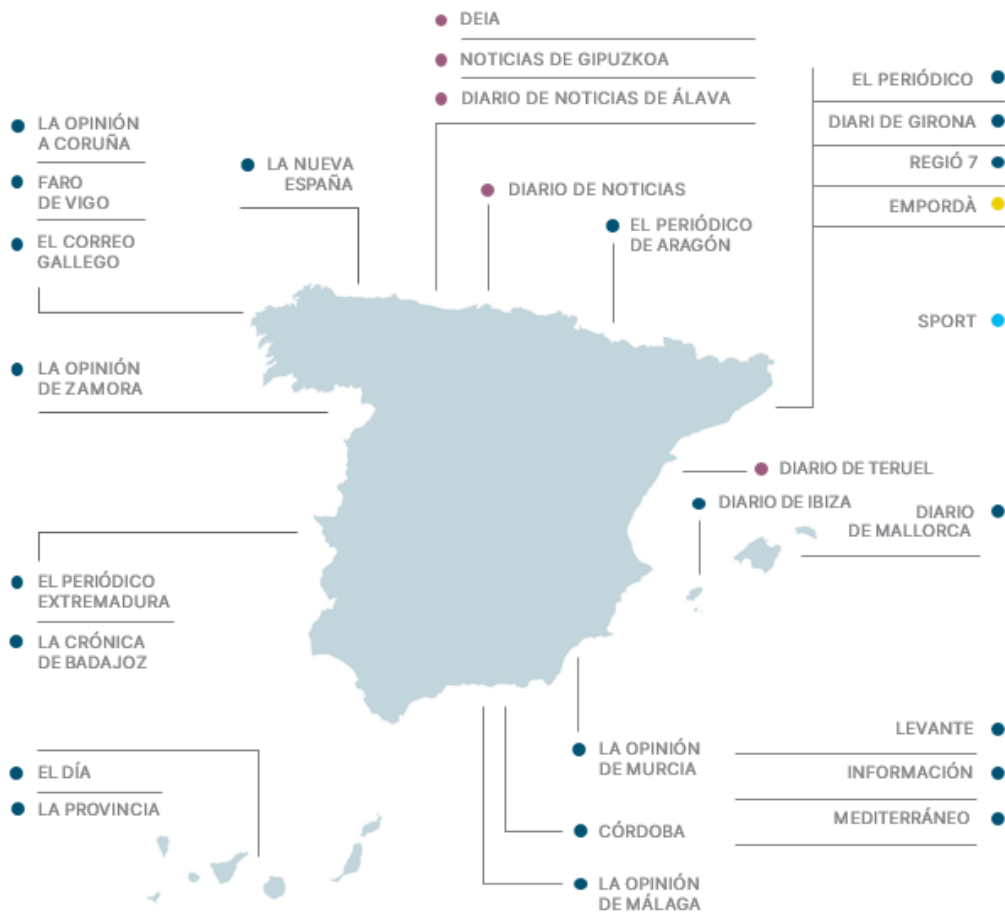 DEIA
NOTICIAS DE GIPUZKOA
DIARIO DE NOTICIAS DE ÁLAVA
EL PERIÓDICO
DIARI DE GIRONA
REGIÓ 7
EMPORDÀ
SPORT
LA OPINIÓN
A CORUÑA
FARO
DE VIGO
EL CORREO
GALLEGO
LA NUEVA
ESPAÑA
DIARIO DE NOTICIAS
EL PERIÓDICO
DE ARAGÓN
LA OPINIÓN
DE ZAMORA
DIARIO DE TERUEL
DIARIO DE IBIZA
DIARIO
DE MALLORCA
EL PERIÓDICO
EXTREMADURA
LA CRÓNICA
DE BADAJOZ
EL DÍA
LA PROVINCIA
LA OPINIÓN
DE MURCIA
CÓRDOBA
LA OPINIÓN
DE MÁLAGA
LEVANTE
INFORMACIÓN
MEDITERRÁNEO